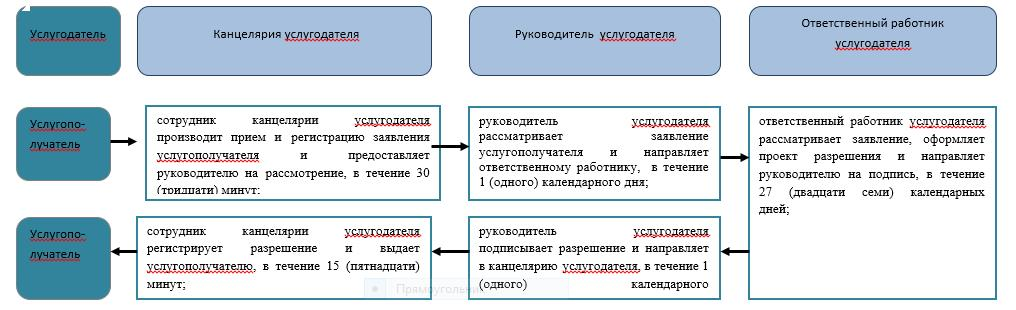 Услугодатель
Канцелярия услугодателя
Руководитель услугодателя
Ответственный работник
услугодателя
Услугопо-
лучатель
сотрудник канцелярии услугодателя
производит прием и регистрацию заявления
услугополучателя и предоставляет
руководителю на рассмотрение, в течение 30
(тридцати) минут;
руководитель услугодателя
рассматривает заявление
услугополучателя и направляет
ответственному работнику, в течение
1 (одного) календарного дня;
ответственный работник услугодателя
рассматривает заявление, оформляет
проект разрешения и направляет
руководителю на подпись, в течение
27 (двадцати семи) календарных
дней;
Услугопо-
лучатель
сотрудник канцелярии услугодателя
регистрирует разрешение и выдает
услугополучателю, в течение 15 (пятнадцати)
минут;
руководитель услугодателя
подписывает разрешение и направляет
в канцелярию услугодателя, в течение 1
(одного) календарного